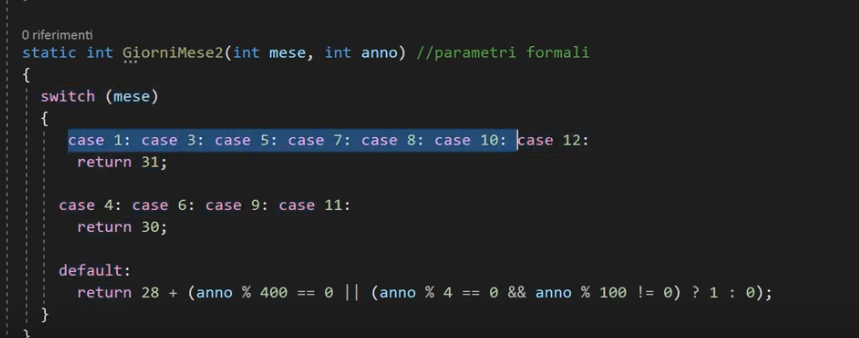 0 riferimenti
static int GiorniMese2(int mese, int anno) //parametri formali
{
switch (mese)
{
case 1: case 3: case 5: case 7: case 8: case 10: case 12:
return 31;
case 4: case 6: case 9: case 11:
return 30;
default:
return 28 + (anno % 400 == 0 || (anno % 4 == 0 && anno % 100 != 0) ? 1 : 0);
}
}